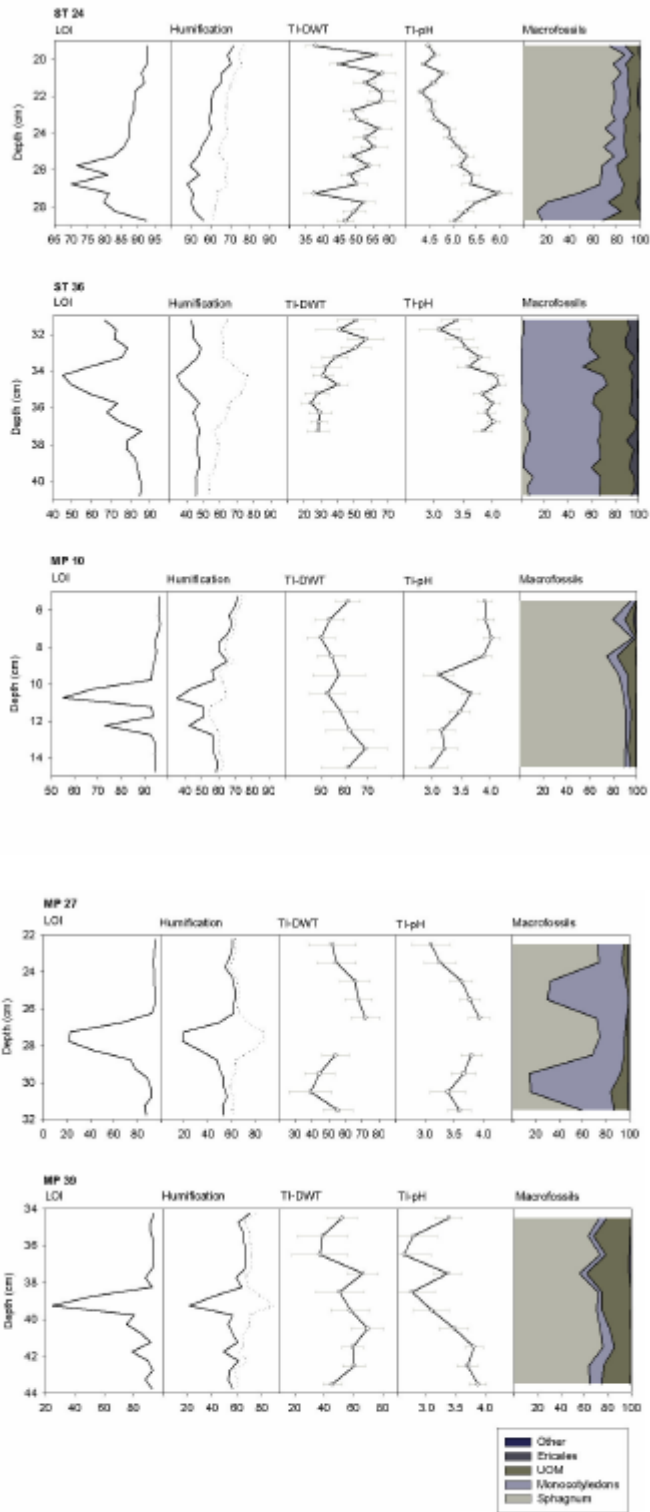 ST 24
LOI Humification TI-DWT TI-pH Macrofossils
20
22
24
26
28
Depth (cm)
65 70 75 80 85 90 95 50 60 70 80 90 35 40 45 50 55 60 4.5 5.0 5.5 6.0 20 40 60 80 100
ST 36
LOI Humification TI-DWT TI-pH Macrofossils
32
34
36
38
40
Depth (cm)
40 50 60 70 80 90 40 50 60 70 80 90 20 30 40 50 60 70 3.0 3.5 4.0 20 40 60 80 100
MP 10
LOI Humification TI-DWT TI-pH Macrofossils
6
8
10
12
14
Depth (cm)
50 60 70 80 90 40 50 60 70 80 90 50 60 70 3.0 3.5 4.0 20 40 60 80 100
MP 27
LOI Humification TI-DWT TI-pH Macrofossils
22
24
26
28
30
32
Depth (cm)
0 20 40 60 80 20 40 60 80 30 40 50 60 70 80 3.0 3.5 4.0 20 40 60 80 100
MP 39
LOI Humification TI-DWT TI-pH Macrofossils
34
36
38
40
42
44
Depth (cm)
20 40 60 80 20 40 60 80 40 50 60 70 80 3.0 3.5 4.0 20 40 60 80 100
Other
Ericales
UOM
Monocotyledons
Sphagnum